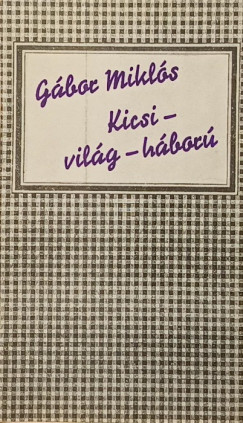 Gábor Miklós
Kicsi –
világ – háború